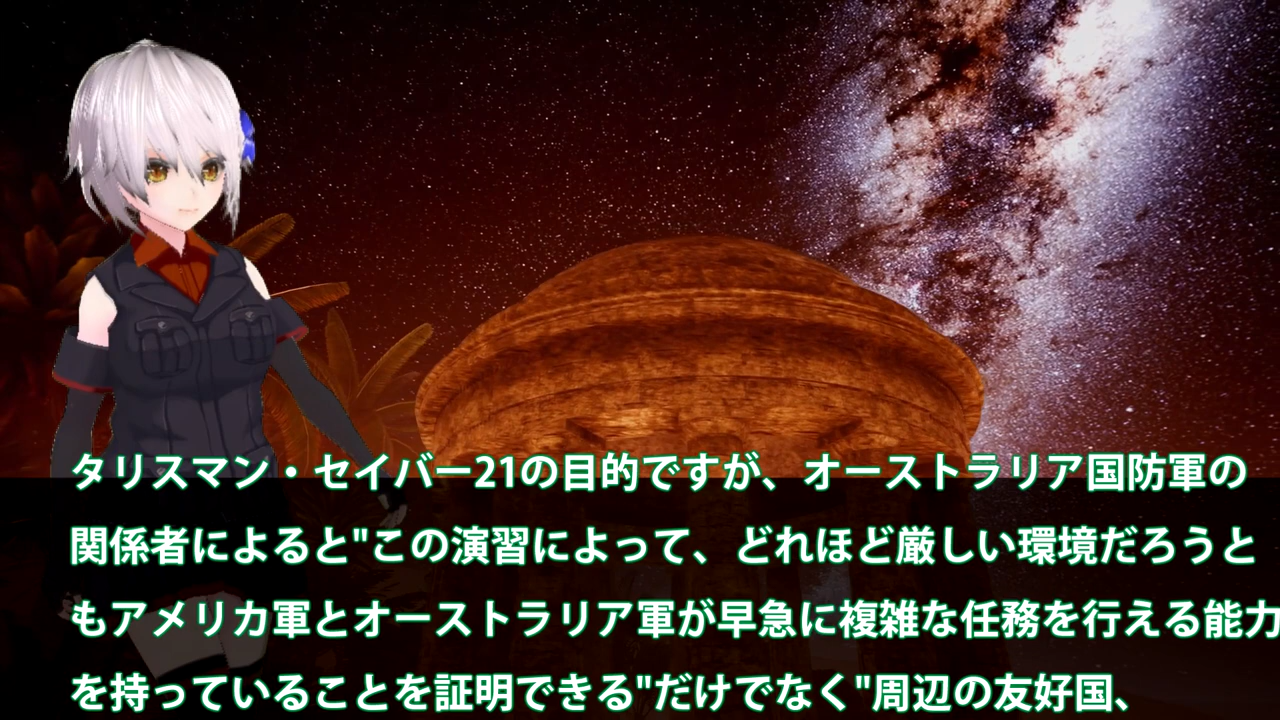 タリスマン・セイバー21の目的ですが、オーストラリア国防軍の
関係者によると"この演習によって、どれほど厳しい環境だろうと
もアメリカ軍とオーストラリア軍が早急に複雑な任務を行える能力
を持っていることを証明できる"だけでなく"周辺の友好国、